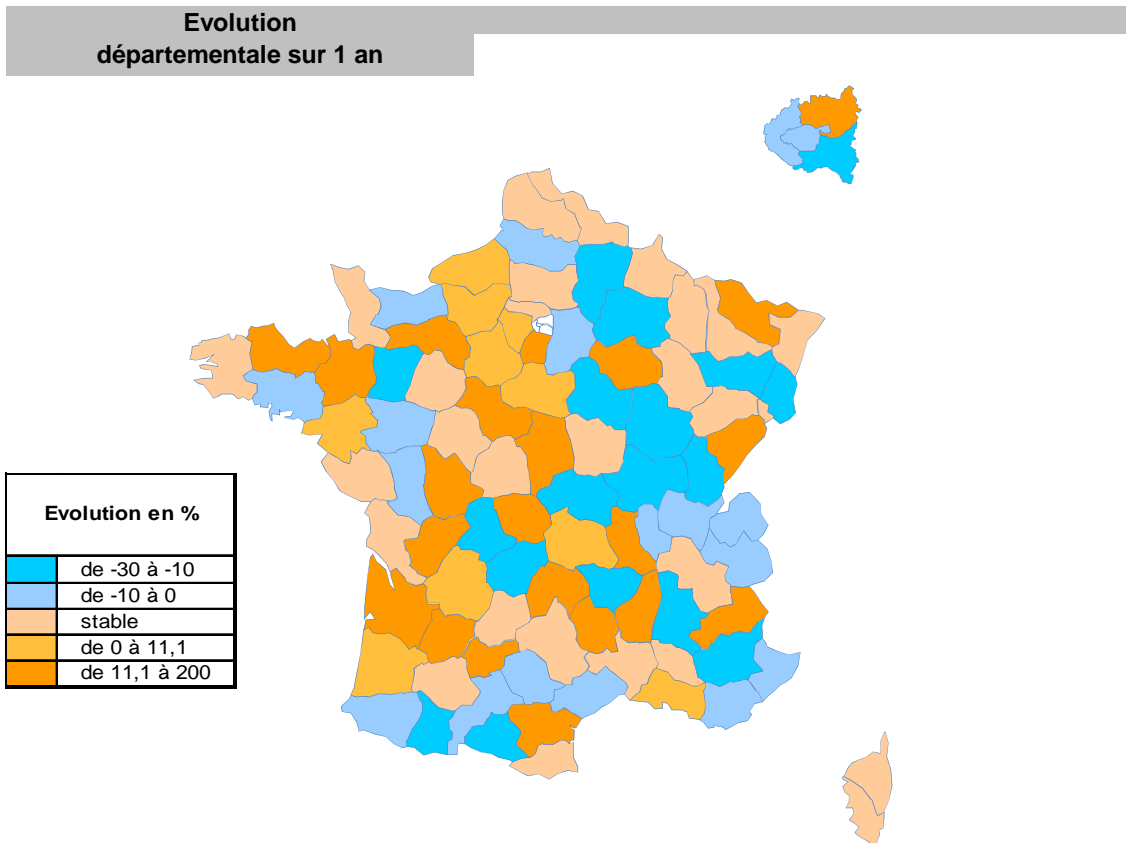 Evolution
départementale sur 1 an
Evolution en %
de -30 à -10
de -10 à 0
stable
de 0 à 11,1
de 11,1 à 200